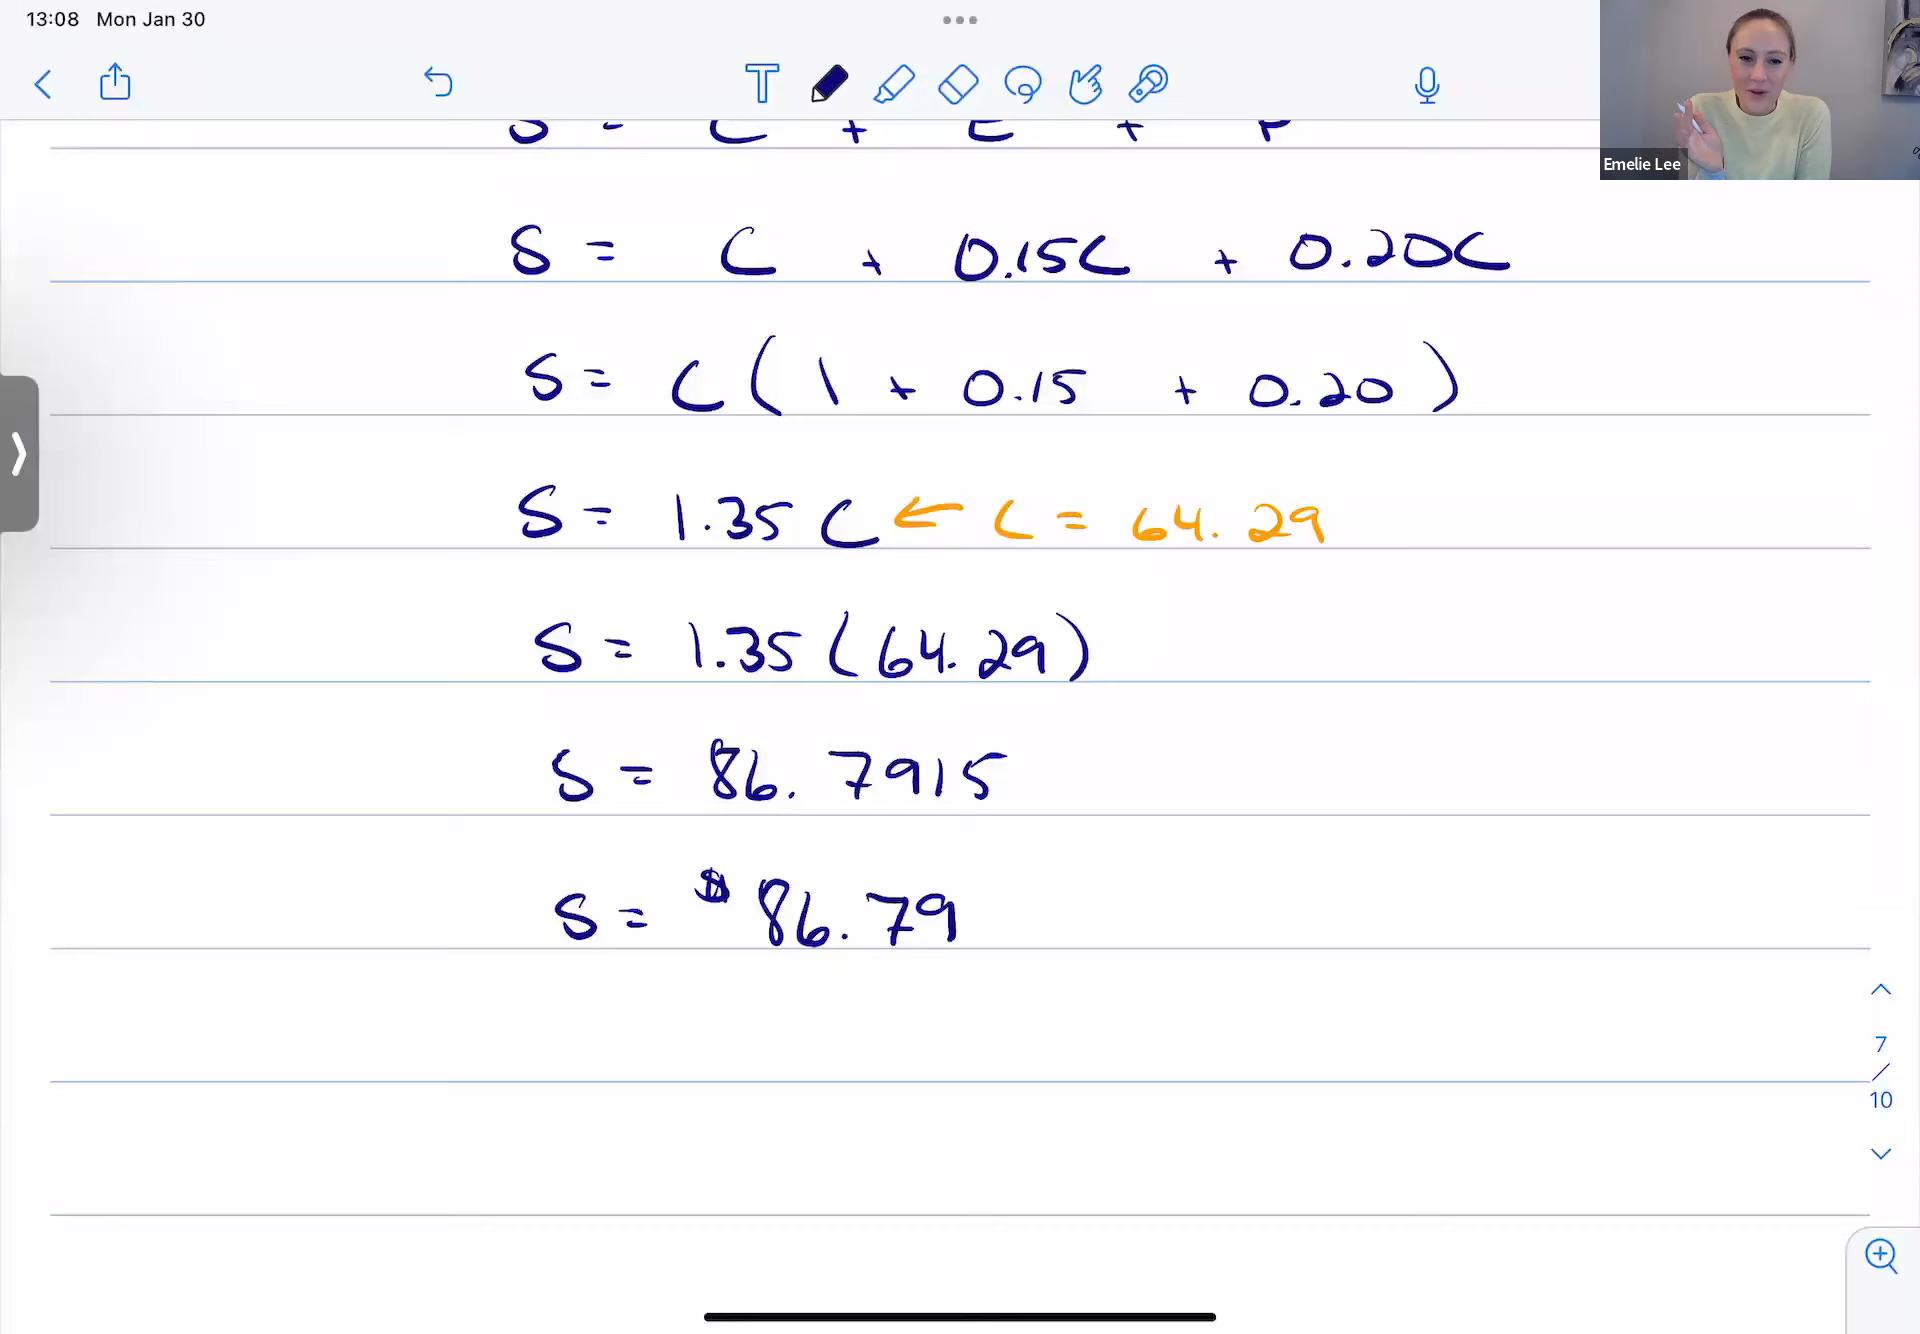 13:08 Mon Jan 30
T
Emelie Lee
S = C + E + P
S = C + 0.15C + 0.20C
S = C ( 1 + 0.15 + 0.20 )
S = 1.35 C ← C = 64.29
S = 1.35 ( 64.29 )
S = 86.7915
S = $ 86.79
7
/
10